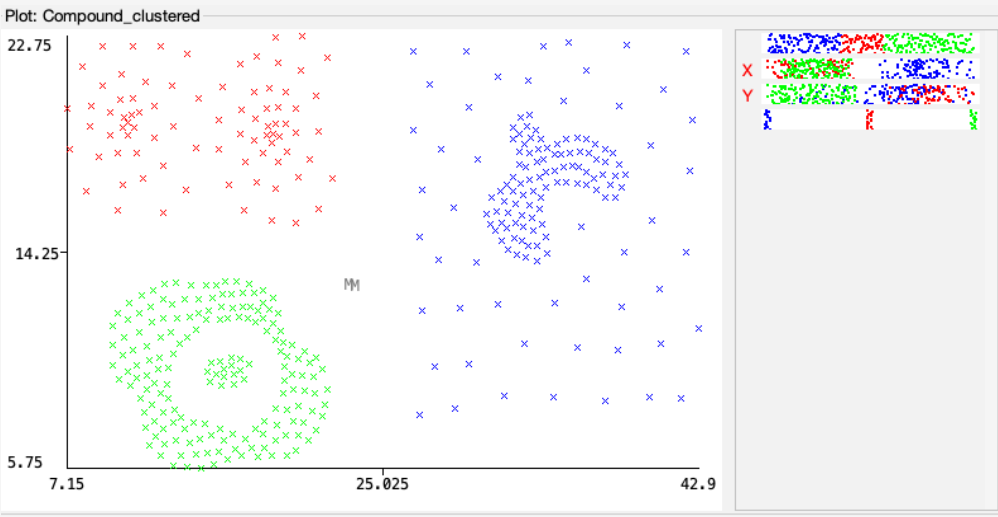 Plot: Compound_clustered
22.75
X
Y
14.25
MM
5.75
7.15 25.025 42.9